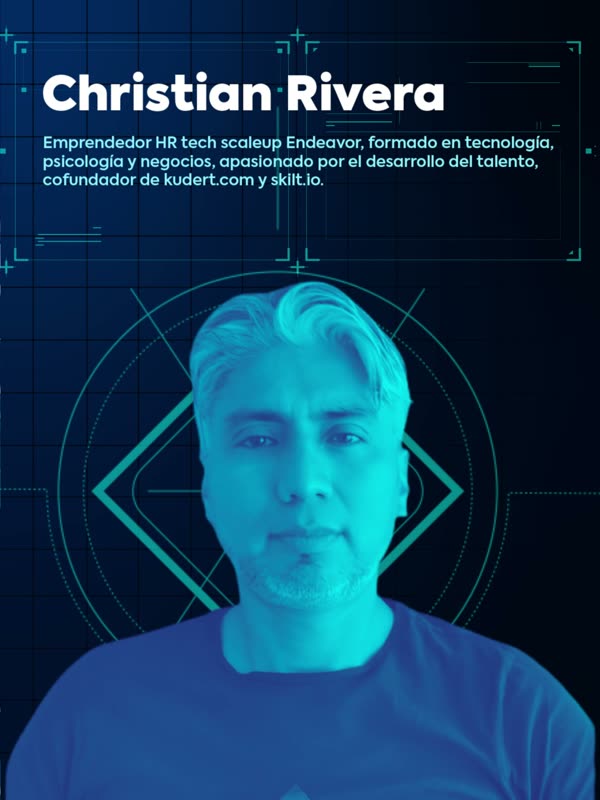 Christian Rivera
Emprendedor HR tech scaleup Endeavor, formado en tecnología,
psicología y negocios, apasionado por el desarrollo del talento,
cofundador de kudert.com y skilt.io.